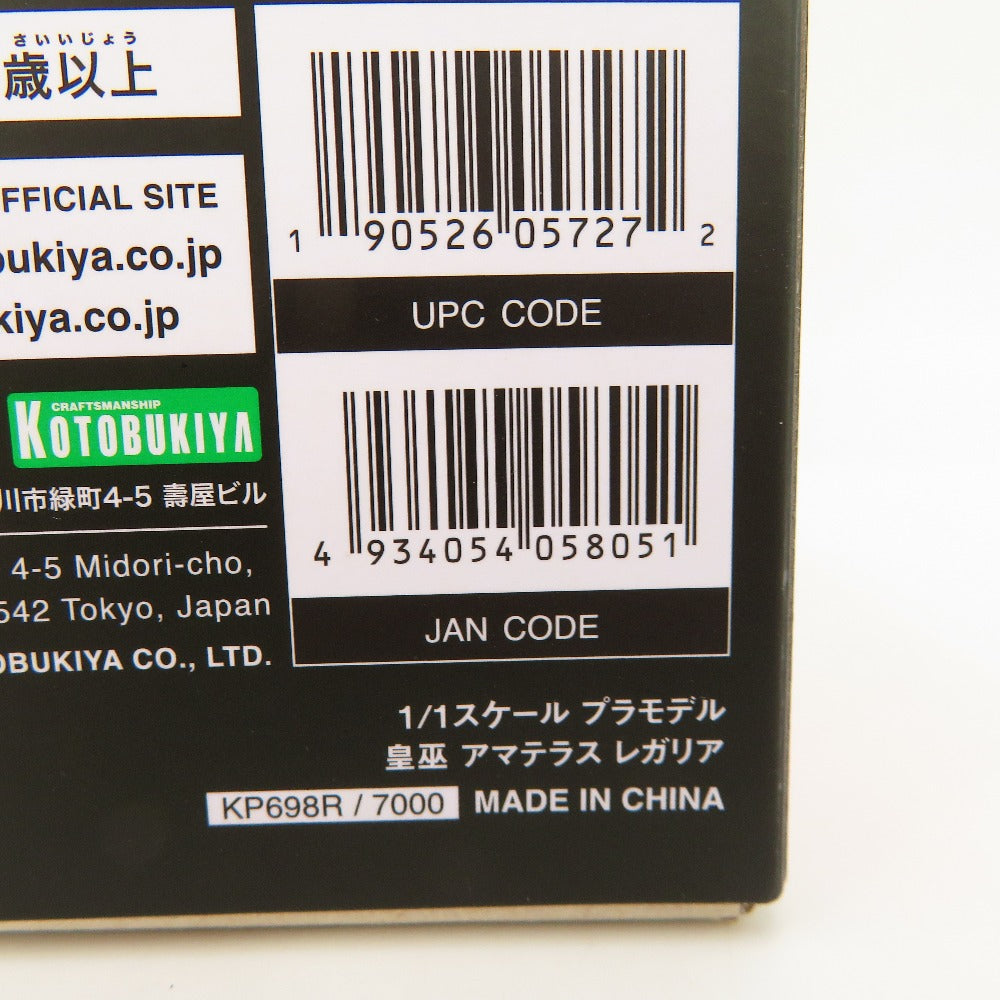 さいいじょう
歳以上
FFICIAL SITE
bukiya.co.jp
kiya.co.jp
CRAFTSMANSHIP
KOTOBUKIYA
川市緑町4-5 壽屋ビル
4-5 Midori-cho,
542 Tokyo, Japan
OBUKIYA CO., LTD.
1 90526 05727 2
UPC CODE
4 934054 058051
JAN CODE
1/1スケール プラモデル
皇巫 アマテラス レガリア
KP698R / 7000 MADE IN CHINA